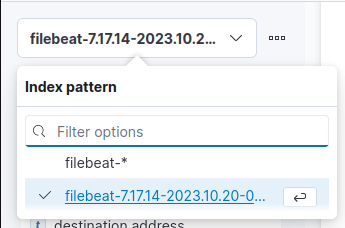 filebeat-7.17.14-2023.10.2...
Index pattern
Filter options
filebeat-*
filebeat-7.17.14-2023.10.20-0...
t destination address